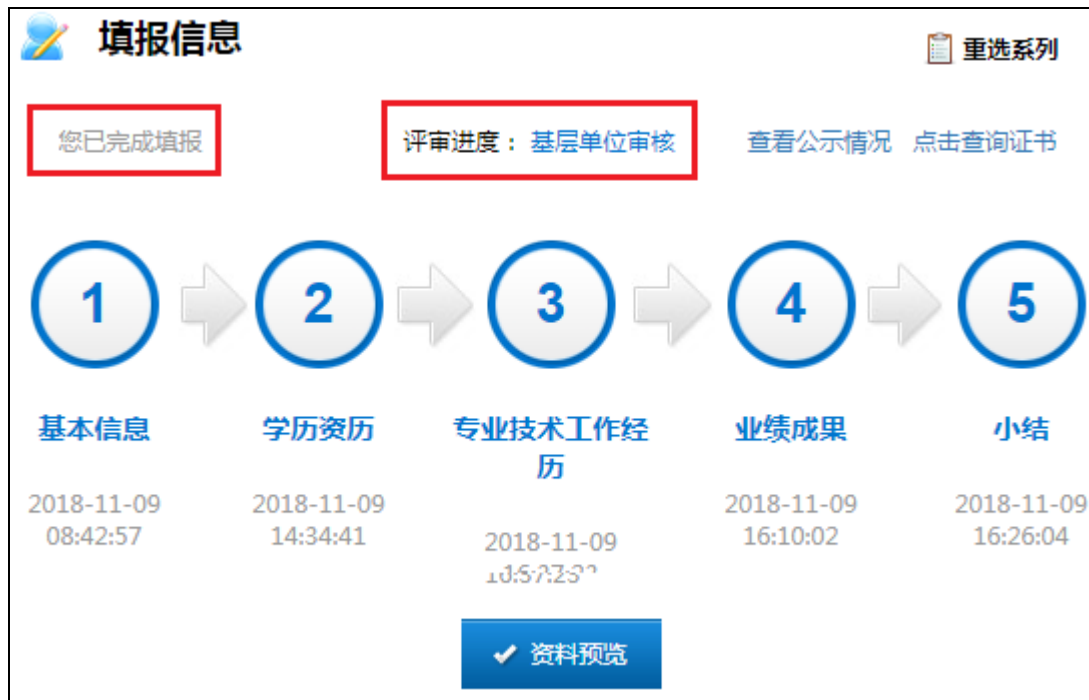 填报信息
重选系列
您已完成填报
评审进度：基层单位审核
查看公示情况 点击查询证书
1
2
3
4
5
基本信息
学历资历
专业技术工作经
历
业绩成果
小结
2018-11-09
08:42:57
2018-11-09
14:34:41
2018-11-09
2018-11-09
16:10:02
2018-11-09
16:26:04
资料预览